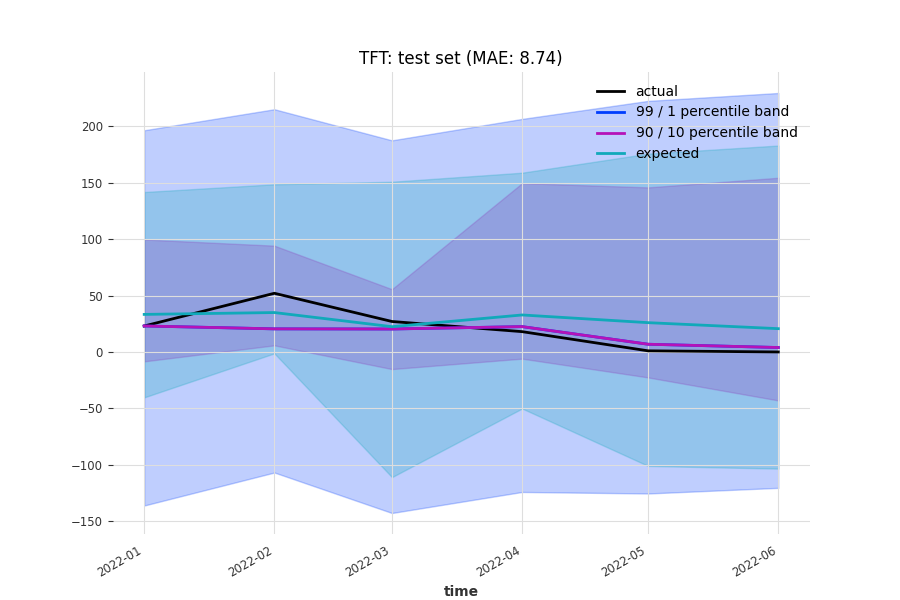 TFT: test set (MAE: 8.74)
actual
99 / 1 percentile band
90 / 10 percentile band
expected
200
150
100
50
0
−50
−100
−150
2022-01
2022-02
2022-03
2022-04
2022-05
2022-06
time